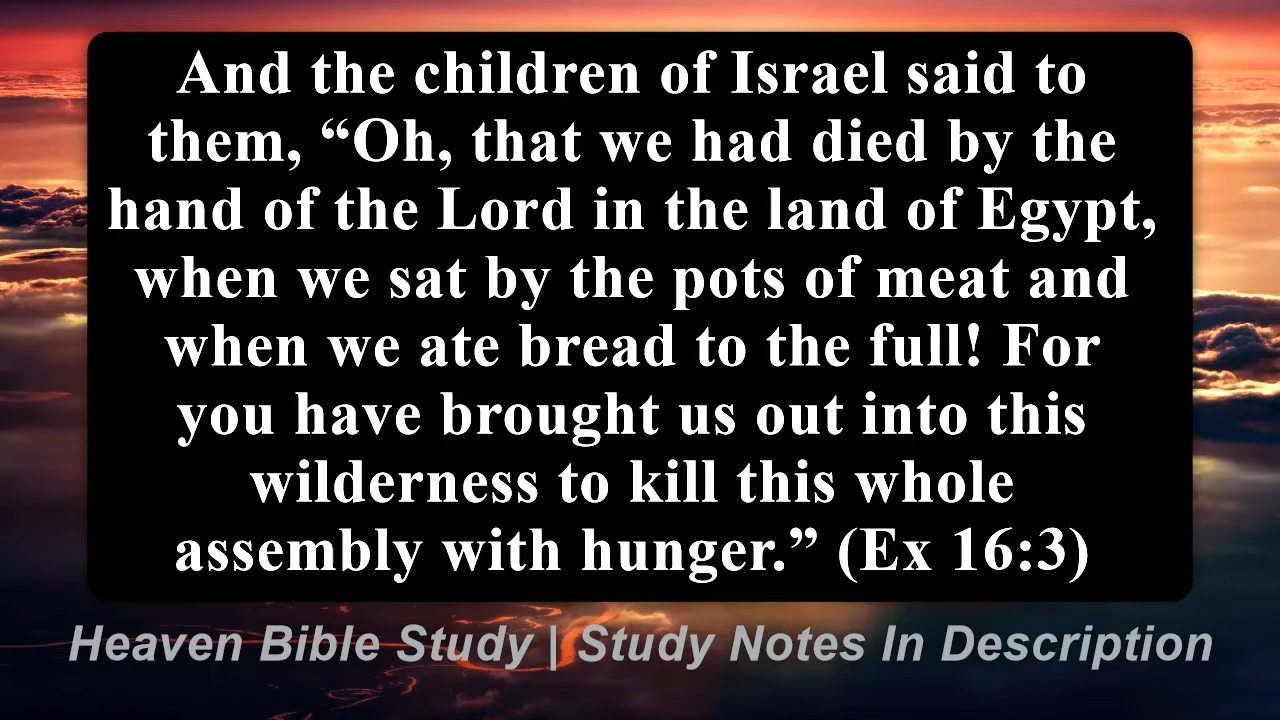 And the children of Israel said to
them, “Oh, that we had died by the
hand of the Lord in the land of Egypt,
when we sat by the pots of meat and
when we ate bread to the full! For
you have brought us out into this
wilderness to kill this whole
assembly with hunger.” (Ex 16:3)
Heaven Bible Study | Study Notes In Description